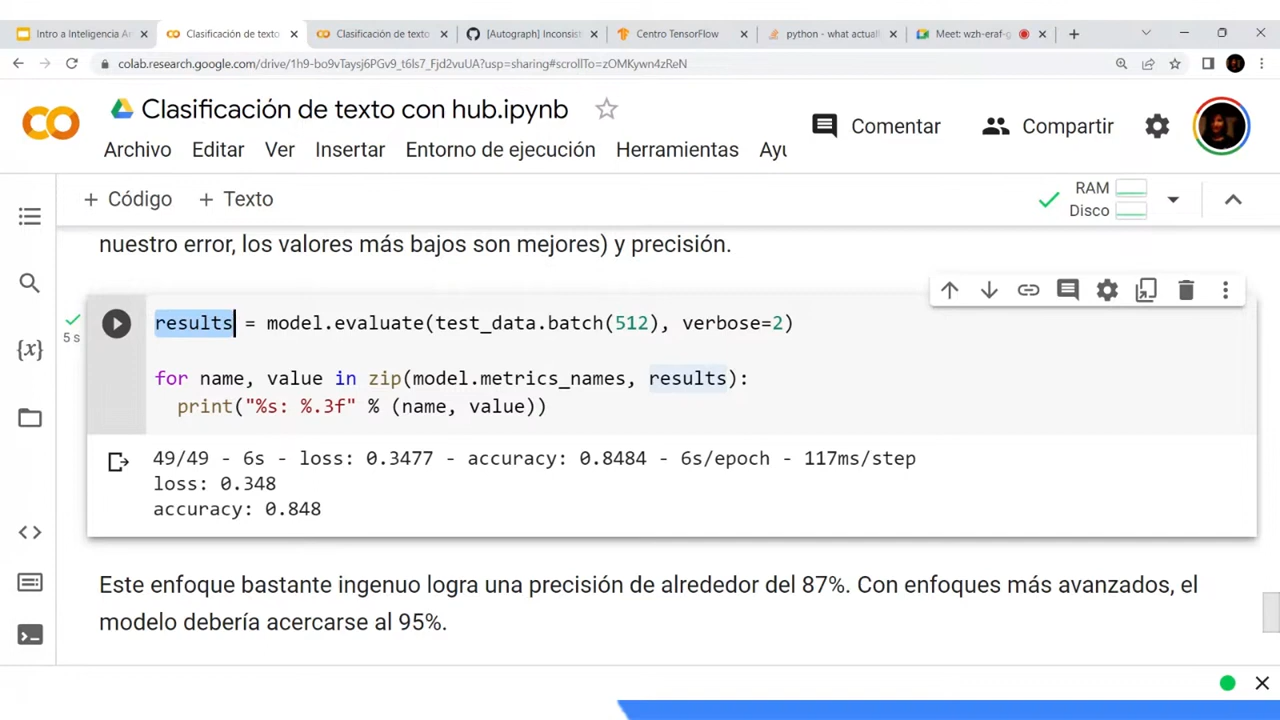 Intro a Inteligencia Ar
Clasificación de texto
Clasificación de texto
[Autograph] Inconsist
Centro TensorFlow
python - what actuall
Meet: wzh-eraf-g
colab.research.google.com/drive/1h9-bo9vTaysj6PGv9_t6ls7_Fjd2vuUA?usp=sharing#scrollTo=zOMKywn4zReN
Clasificación de texto con hub.ipynb
Comentar
Compartir
Archivo Editar Ver Insertar Entorno de ejecución Herramientas Ayu
+ Código + Texto
RAM
Disco
nuestro error, los valores más bajos son mejores) y precisión.
5 s
results = model.evaluate(test_data.batch(512), verbose=2)
for name, value in zip(model.metrics_names, results):
print("%s: %.3f" % (name, value))
49/49 - 6s - loss: 0.3477 - accuracy: 0.8484 - 6s/epoch - 117ms/step
loss: 0.348
accuracy: 0.848
Este enfoque bastante ingenuo logra una precisión de alrededor del 87%. Con enfoques más avanzados, el
modelo debería acercarse al 95%.